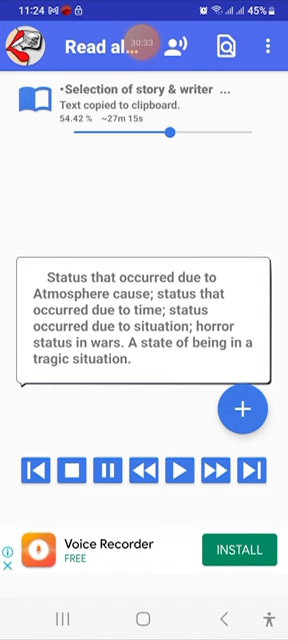 11:24 45%
Read al... 30:33
•Selection of story & writer ...
Text copied to clipboard.
54.42 % ~27m 15s
Status that occurred due to
Atmosphere cause; status that
occurred due to time; status
occurred due to situation; horror
status in wars. A state of being in a
tragic situation.
Voice Recorder
FREE
INSTALL